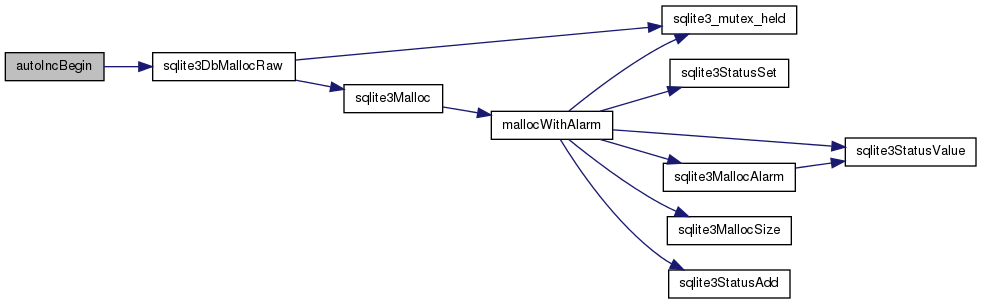 autoIncBegin
sqlite3DbMallocRaw
sqlite3Malloc
mallocWithAlarm
sqlite3_mutex_held
sqlite3StatusSet
sqlite3MallocAlarm
sqlite3StatusValue
sqlite3MallocSize
sqlite3StatusAdd